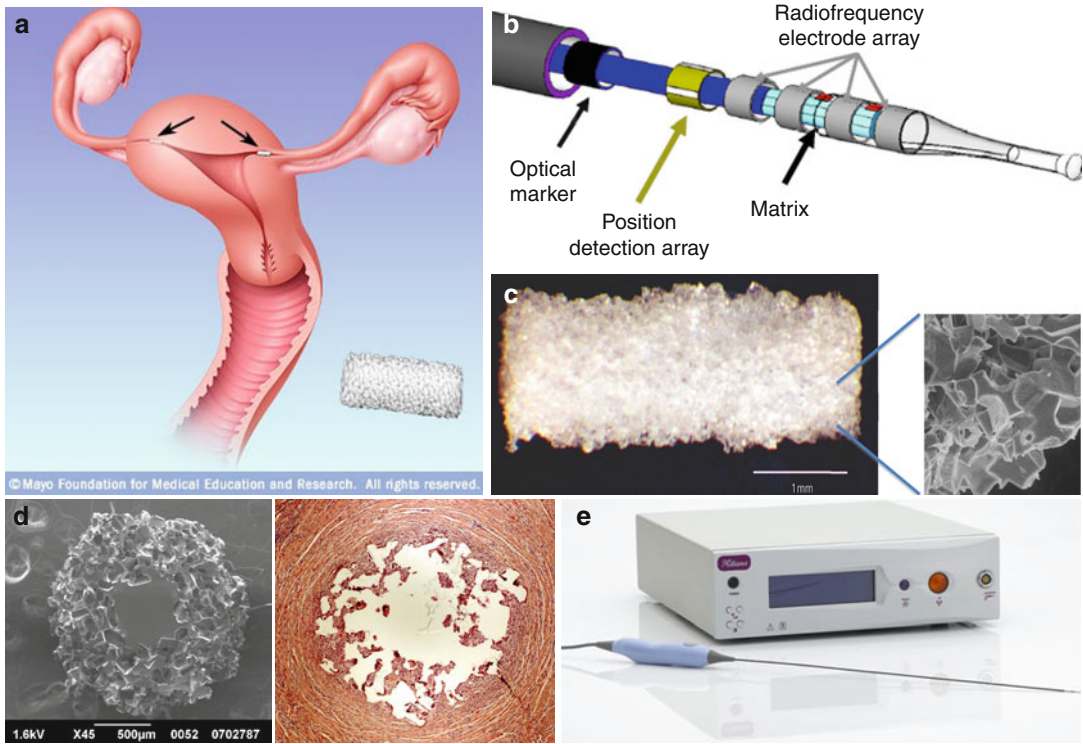 a
©Mayo Foundation for Medical Education and Research. All rights reserved.
b
Radiofrequency
electrode array
Optical
marker
Position
detection array
Matrix
c
1mm
d
1.6kV X45 500µm 0052 0702787
e